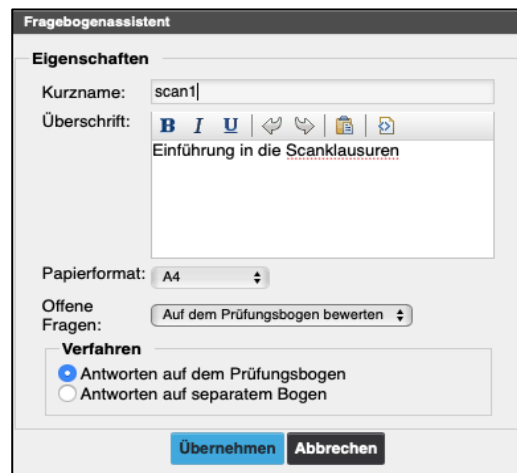 Fragebogenassistent
Eigenschaften
Kurzname: scan1
Überschrift: B I U
Einführung in die Scanklausuren
Papierformat: A4
Offene
Fragen: Auf dem Prüfungsbogen bewerten
Verfahren
Antworten auf dem Prüfungsbogen
Antworten auf separatem Bogen
Übernehmen Abbrechen